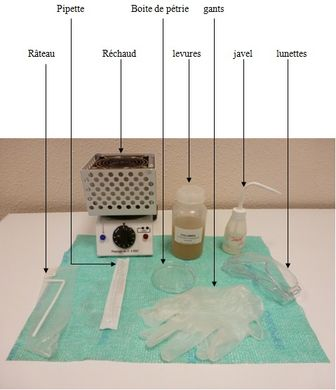 Pipette Boite de pétrie gants
Râteau Réchaud levures javel lunettes